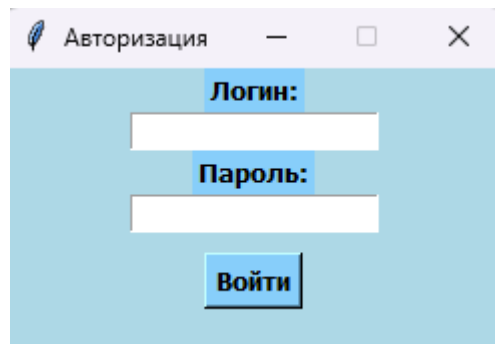 Авторизация
Логин:
Пароль:
Войти